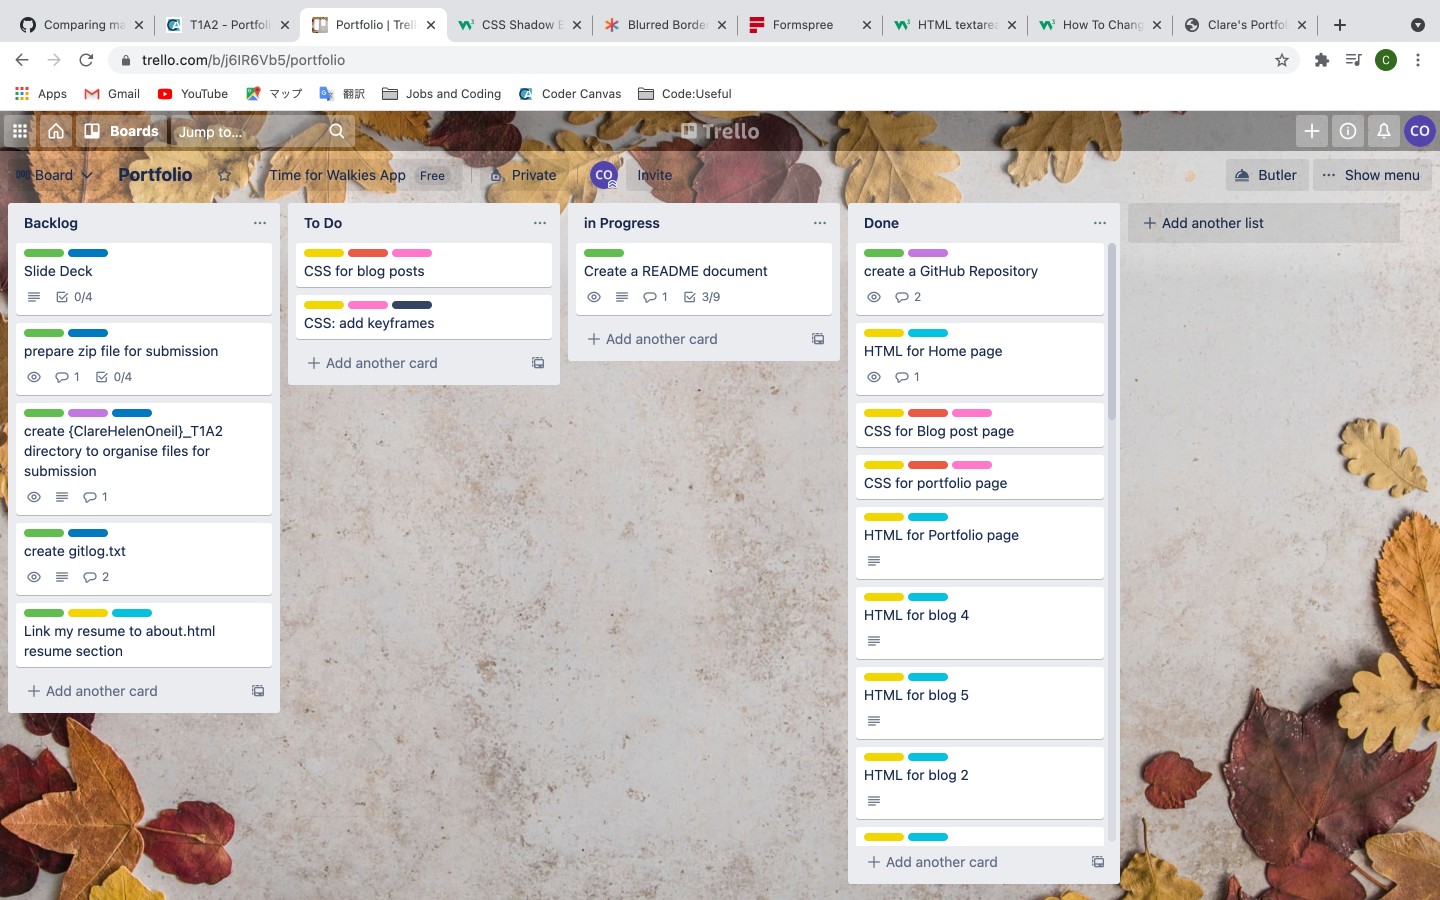 Comparing ma
T1A2 - Portfoli
Portfolio | Trell
CSS Shadow E
Blurred Border
Formspree
HTML textarea
How To Chang
Clare's Portfol
trello.com/b/j6IR6Vb5/portfolio
C
Apps
Gmail
YouTube
マップ
翻訳
Jobs and Coding
Coder Canvas
Code:Useful
Boards
Jump to...
Trello
CO
Board
Portfolio
Time for Walkies App
Free
Private
CO
Invite
Butler
Show menu
Backlog
Slide Deck
0/4
prepare zip file for submission
1
0/4
create {ClareHelenOneil}_T1A2
directory to organise files for
submission
1
create gitlog.txt
2
Link my resume to about.html
resume section
Add another card
To Do
CSS for blog posts
CSS: add keyframes
Add another card
in Progress
Create a README document
1
3/9
Add another card
Done
create a GitHub Repository
2
HTML for Home page
1
CSS for Blog post page
CSS for portfolio page
HTML for Portfolio page
HTML for blog 4
HTML for blog 5
HTML for blog 2
Add another card
Add another list